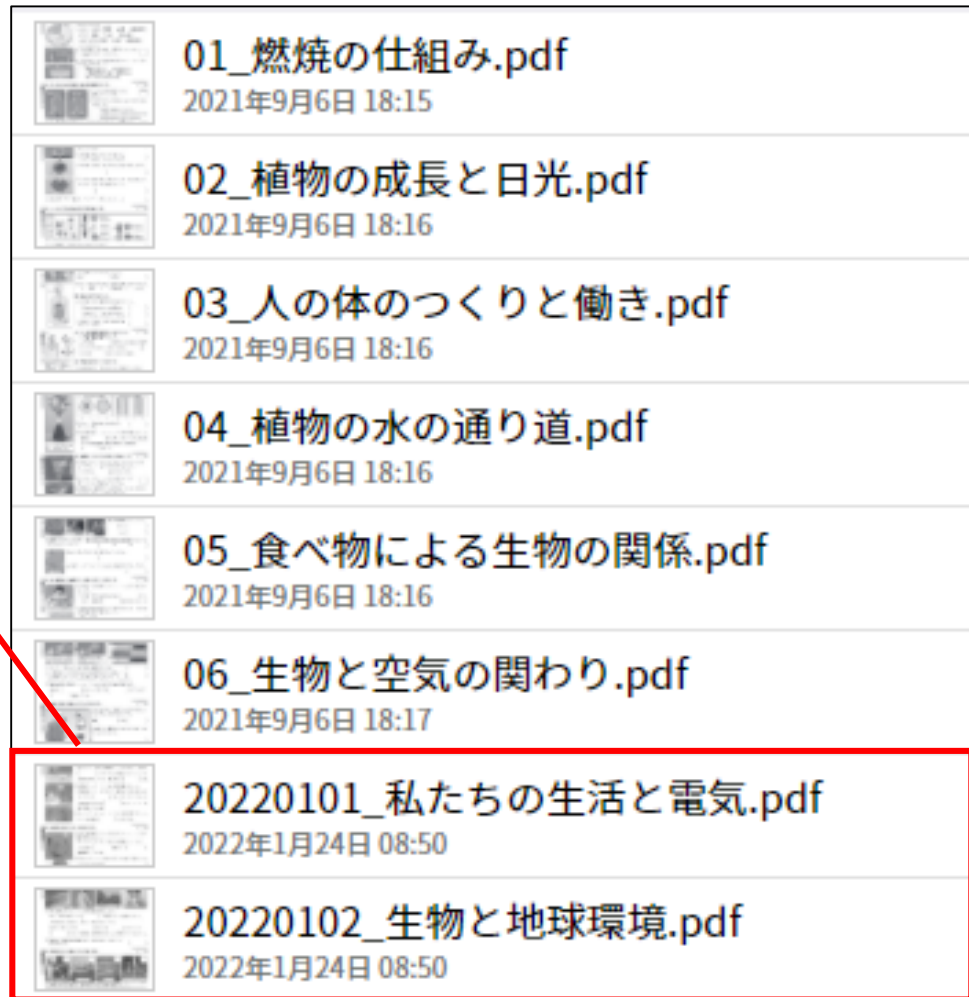 01_燃焼の仕組み.pdf
2021年9月6日 18:15
02_植物の成長と日光.pdf
2021年9月6日 18:16
03_人の体のつくりと働き.pdf
2021年9月6日 18:16
04_植物の水の通り道.pdf
2021年9月6日 18:16
05_食べ物による生物の関係.pdf
2021年9月6日 18:16
06_生物と空気の関わり.pdf
2021年9月6日 18:17
20220101_私たちの生活と電気.pdf
2022年1月24日 08:50
20220102_生物と地球環境.pdf
2022年1月24日 08:50